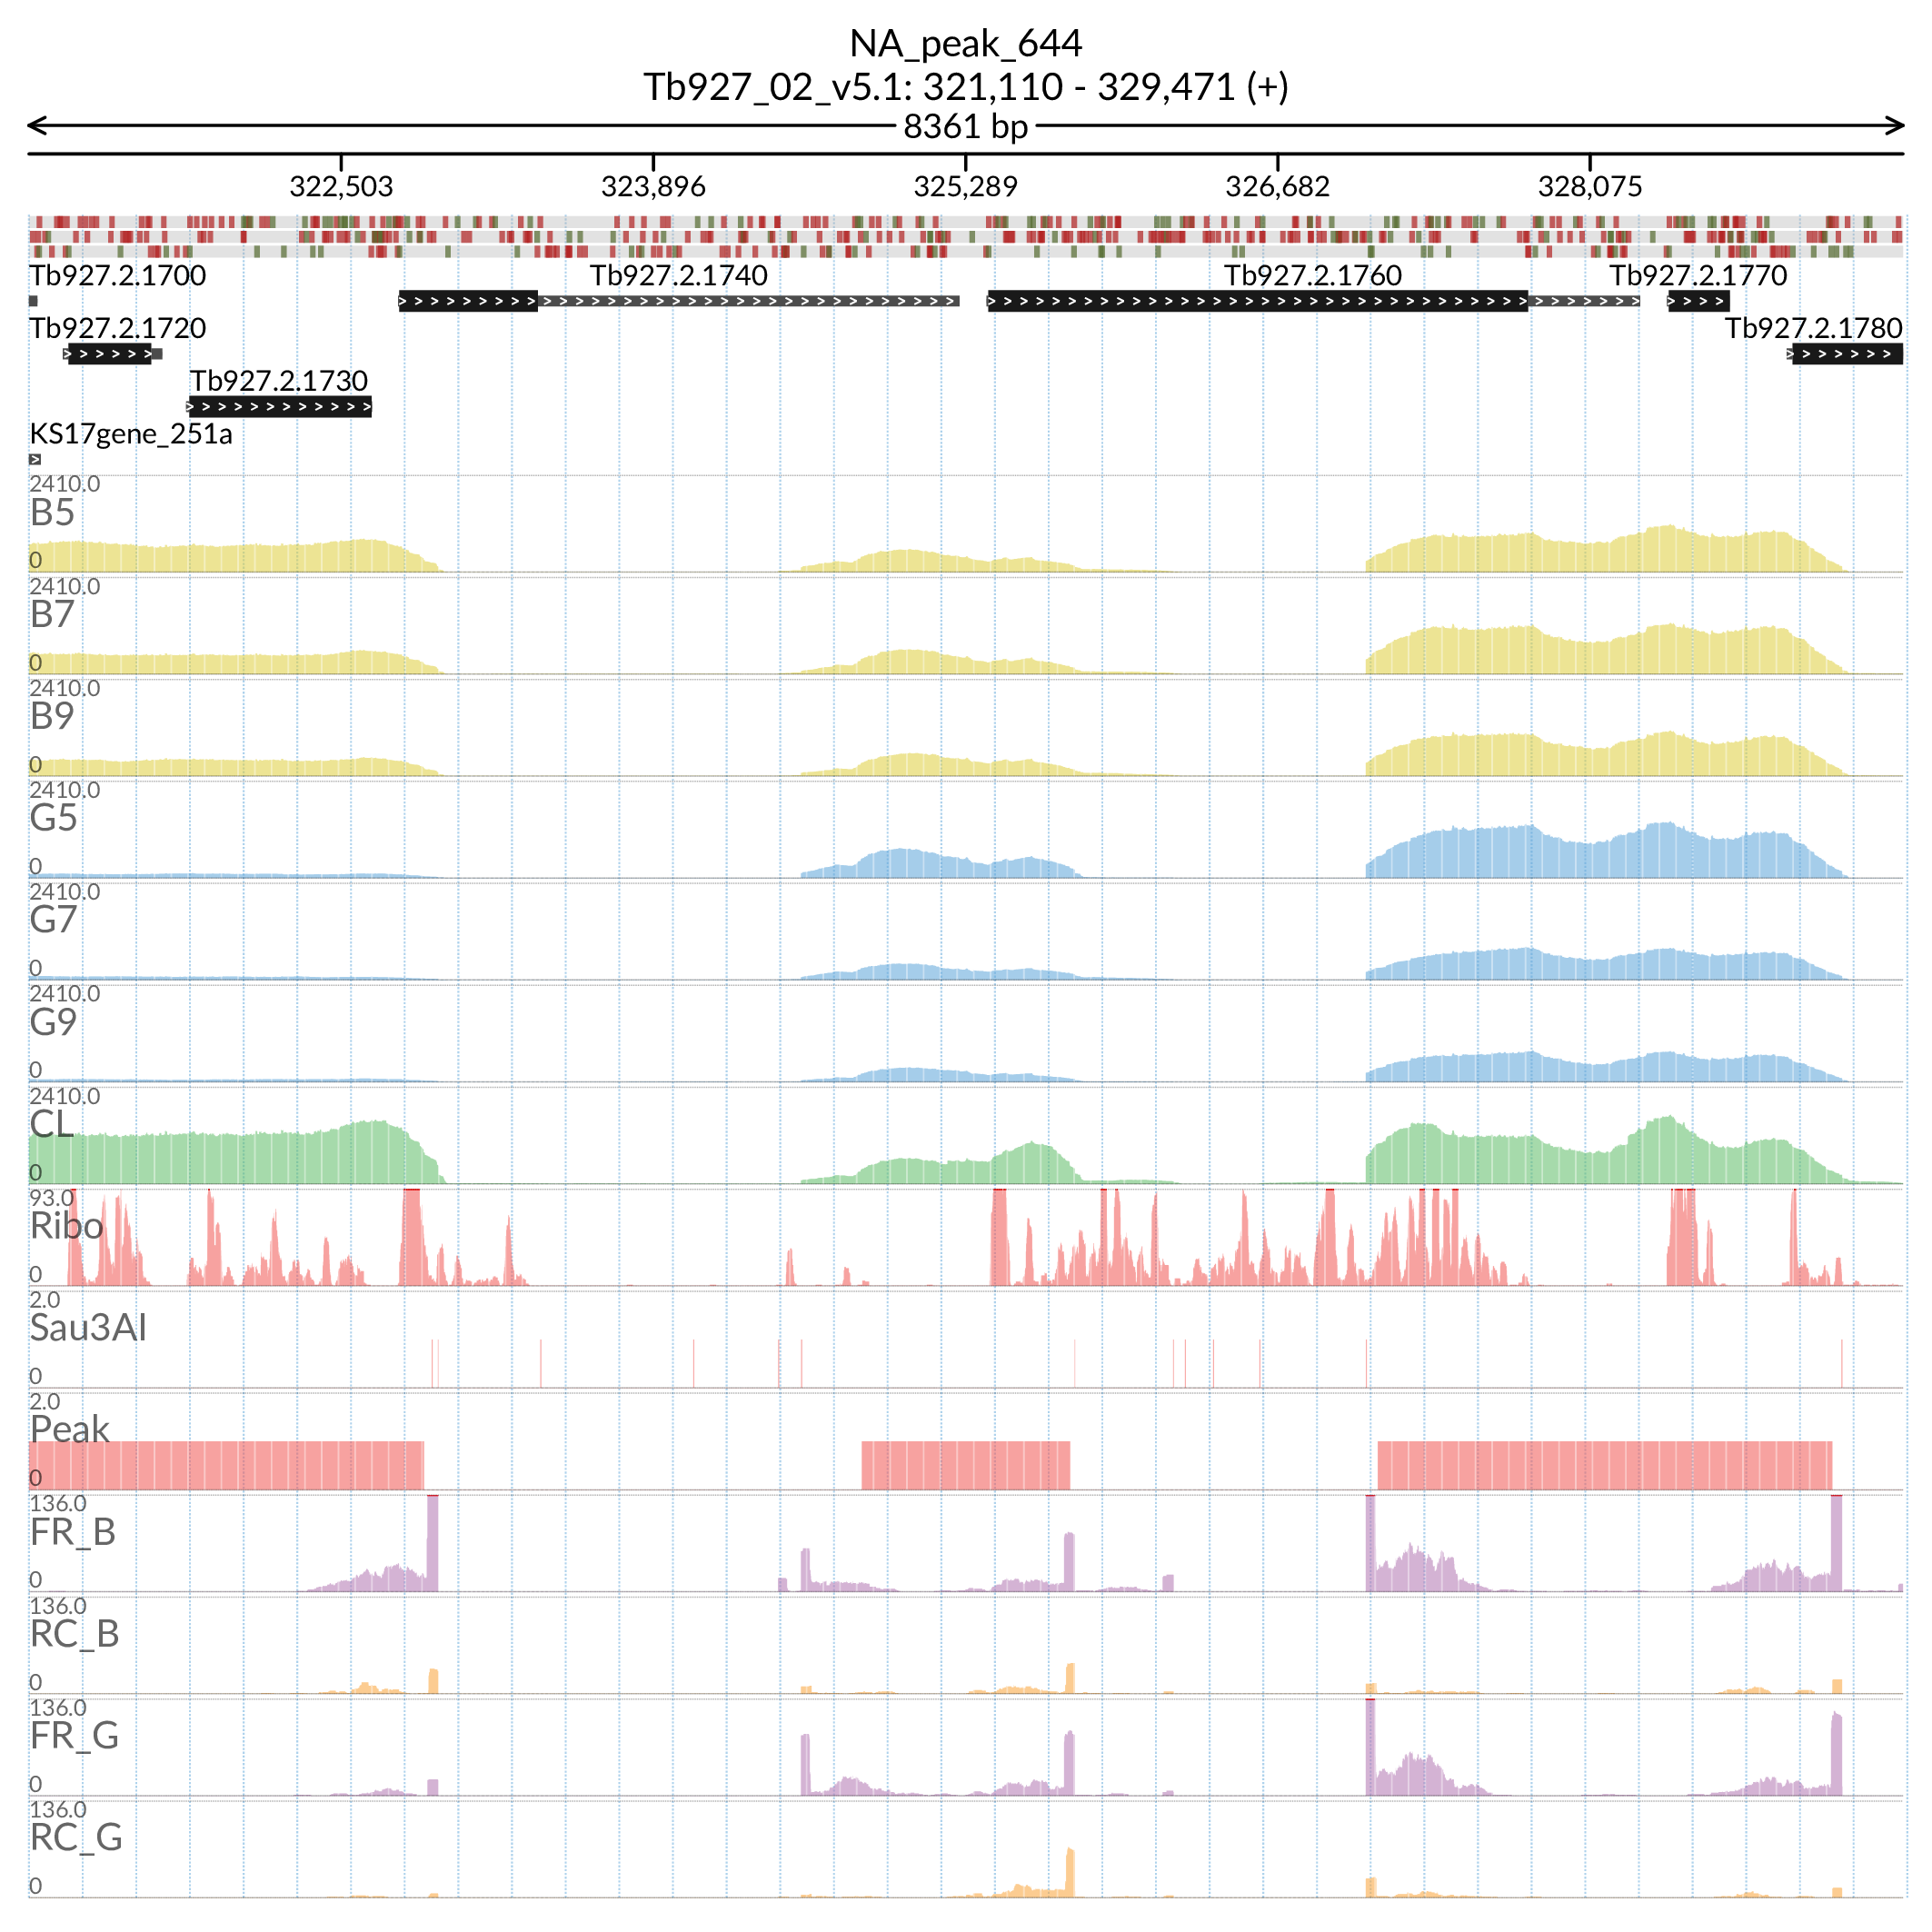 NA_peak_644
Tb927_02_v5.1: 321,110 - 329,471 (+)
8361 bp
322,503 323,896 325,289 326,682 328,075
Tb927.2.1700 Tb927.2.1740 Tb927.2.1760 Tb927.2.1770
Tb927.2.1720 Tb927.2.1780
Tb927.2.1730
KS17gene_251a
2410.0
B5
0
2410.0
B7
0
2410.0
B9
0
2410.0
G5
0
2410.0
G7
0
2410.0
G9
0
2410.0
CL
0
93.0
Ribo
0
2.0
Sau3AI
0
2.0
Peak
0
136.0
FR_B
0
136.0
RC_B
0
136.0
FR_G
0
136.0
RC_G
0